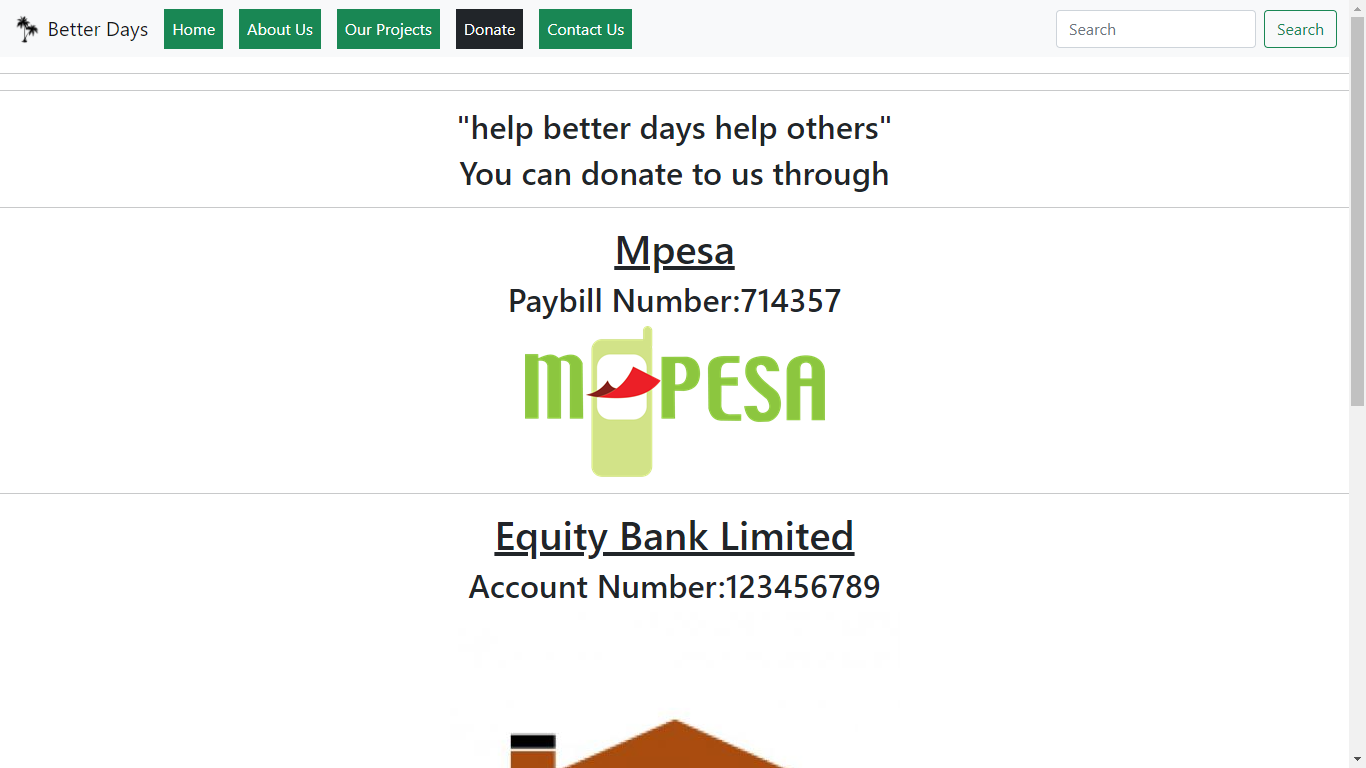 Better Days Home About Us Our Projects Donate Contact Us Search Search
"help better days help others"
You can donate to us through
Mpesa
Paybill Number:714357
M PESA
Equity Bank Limited
Account Number:123456789